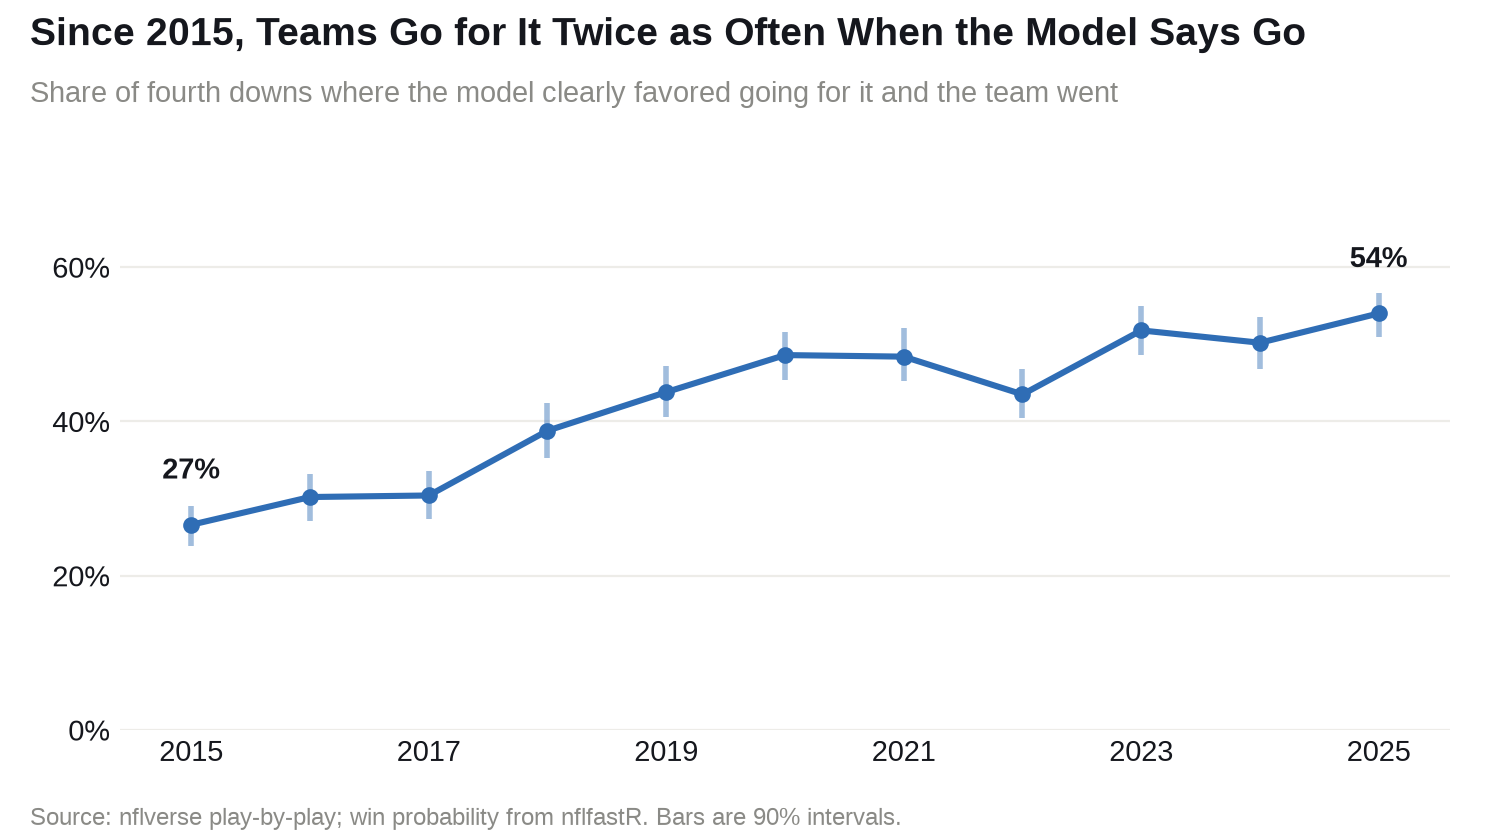 Since 2015, Teams Go for It Twice as Often When the Model Says Go
Share of fourth downs where the model clearly favored going for it and the team went
60%
54%
40%
27%
20%
0%
2015 2017 2019 2021 2023 2025
Source: nflverse play-by-play; win probability from nflfastR. Bars are 90% intervals.